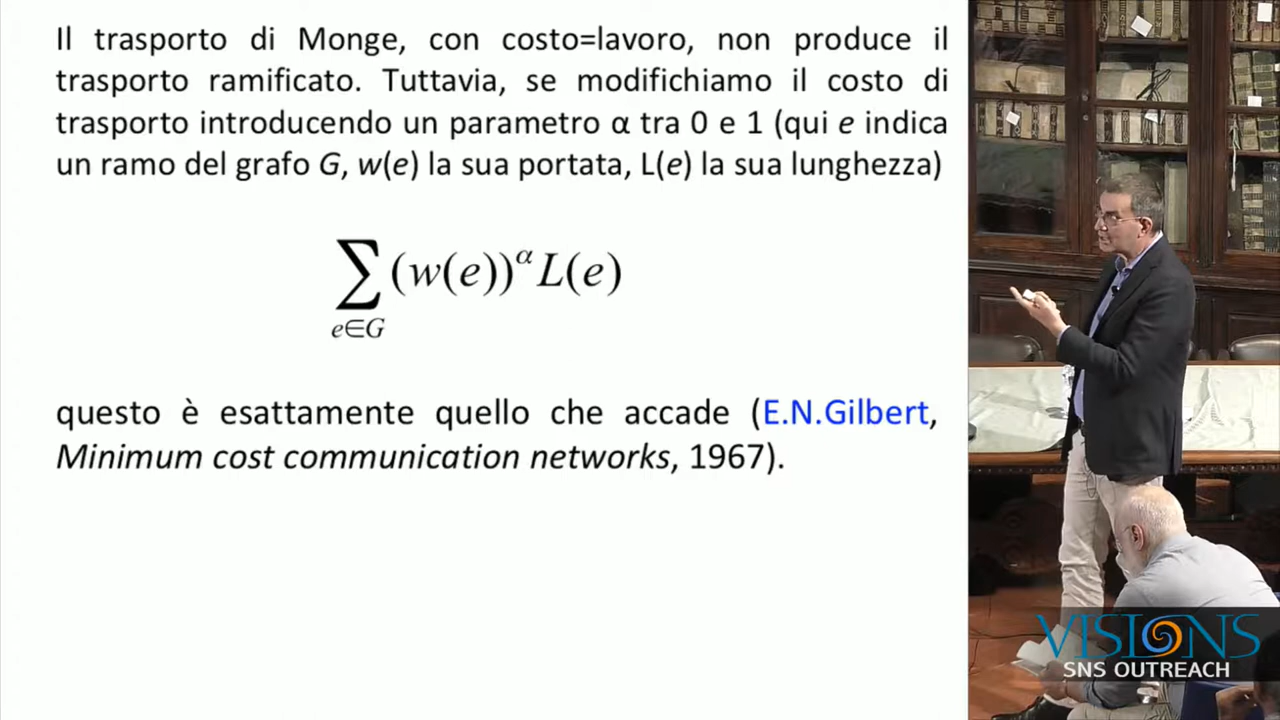 Il trasporto di Monge, con costo=lavoro, non produce il
trasporto ramificato. Tuttavia, se modifichiamo il costo di
trasporto introducendo un parametro α tra 0 e 1 (qui e indica
un ramo del grafo G, w(e) la sua portata, L(e) la sua lunghezza)
∑ (w(e))^α L(e)
e∈G
questo è esattamente quello che accade (E.N.Gilbert,
Minimum cost communication networks, 1967).
VISIONS
SNS OUTREACH